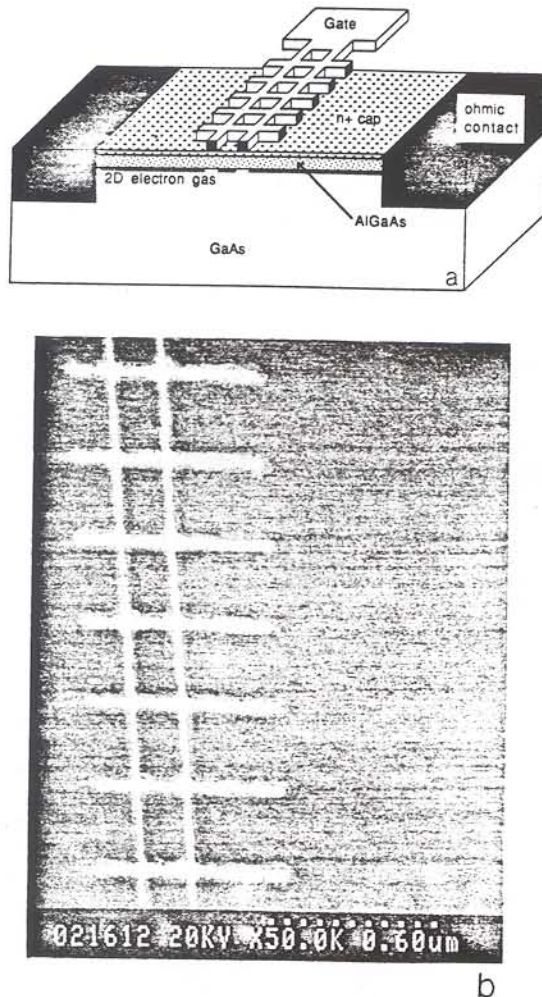 Gate
n+ cap
ohmic
contact
2D electron gas
AlGaAs
GaAs
a
021612 20KV X50.0K 0.60um
b